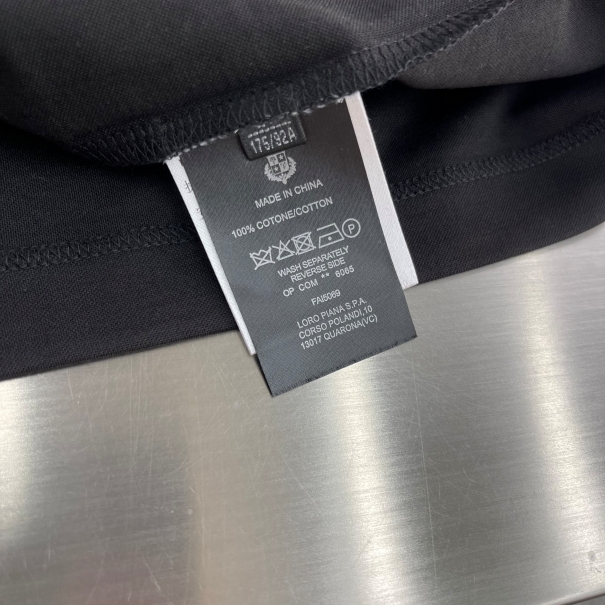 175/92A
MADE IN CHINA
100% COTONE/COTTON
WASH SEPARATELY
REVERSE SIDE
OP COM ** 6065
FAI5069
LORO PIANA S.P.A.
CORSO POLANDI,10
13017 QUARONA(VC)